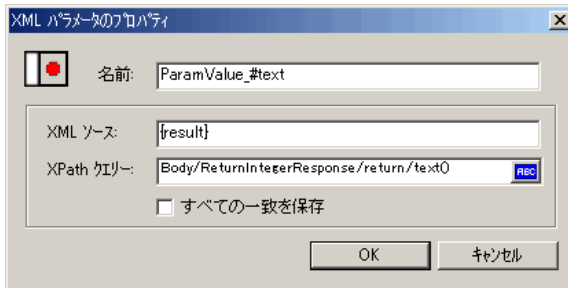 XML パラメータのプロパティ
名前:
ParamValue_#text
XML ソース:
{result}
XPath クエリー:
Body/ReturnIntegerResponse/return/text()
ABC
すべての一致を保存
OK
キャンセル